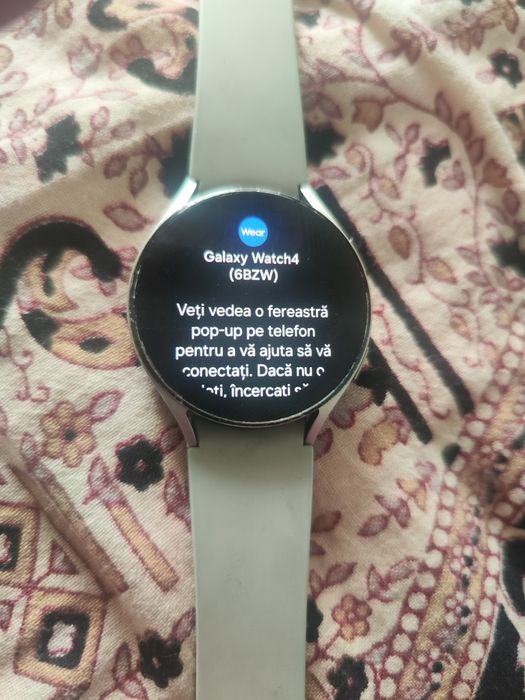 Wear
Galaxy Watch4
(6BZW)
Veți vedea o fereastră
pop-up pe telefon
pentru a vă ajuta să vă
conectați. Dacă nu o
încercați